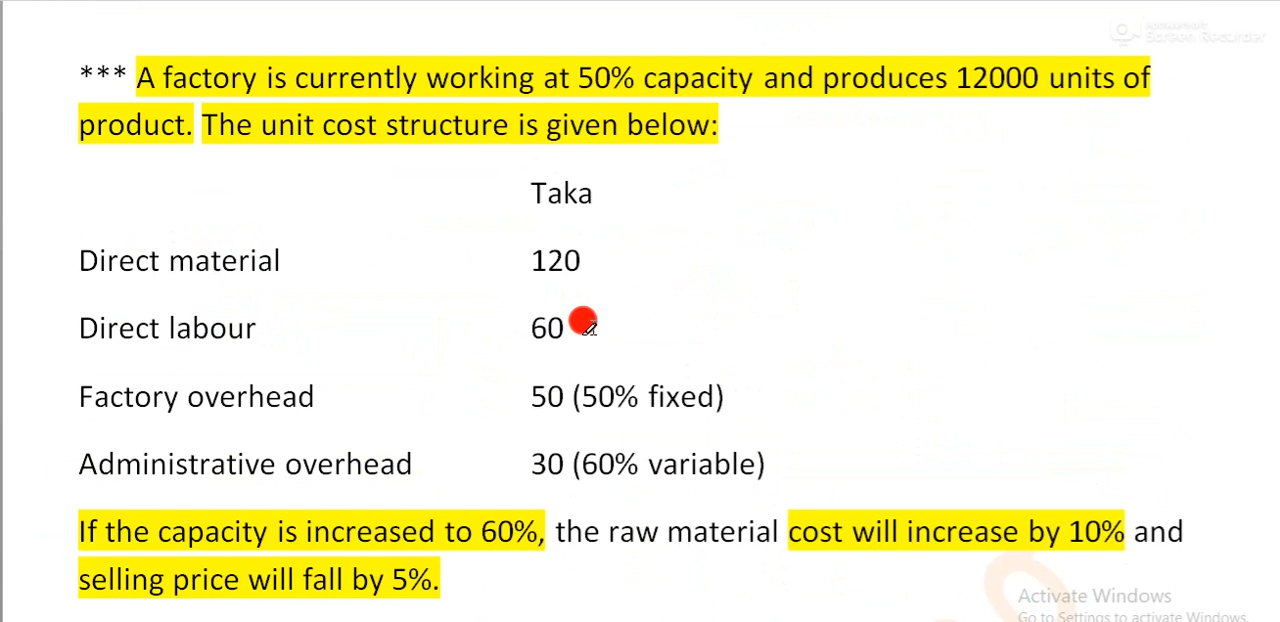 Screen Recorder
*** A factory is currently working at 50% capacity and produces 12000 units of
product. The unit cost structure is given below:
Taka
Direct material 120
Direct labour 60
Factory overhead 50 (50% fixed)
Administrative overhead 30 (60% variable)
If the capacity is increased to 60%, the raw material cost will increase by 10% and
selling price will fall by 5%.
Activate Windows
Go to Settings to activate Windows.